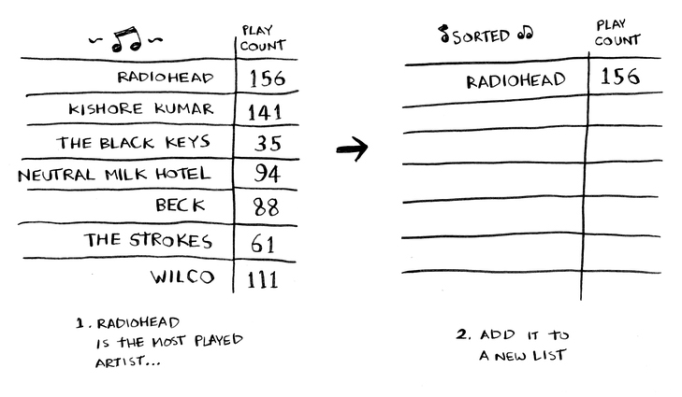 PLAY
COUNT
RADIOHEAD 156
KISHORE KUMAR 141
THE BLACK KEYS 35
NEUTRAL MILK HOTEL 94
BECK 88
THE STROKES 61
WILCO 111
1. RADIOHEAD
IS THE MOST PLAYED
ARTIST...
SORTED
PLAY
COUNT
RADIOHEAD 156
2. ADD IT TO
A NEW LIST